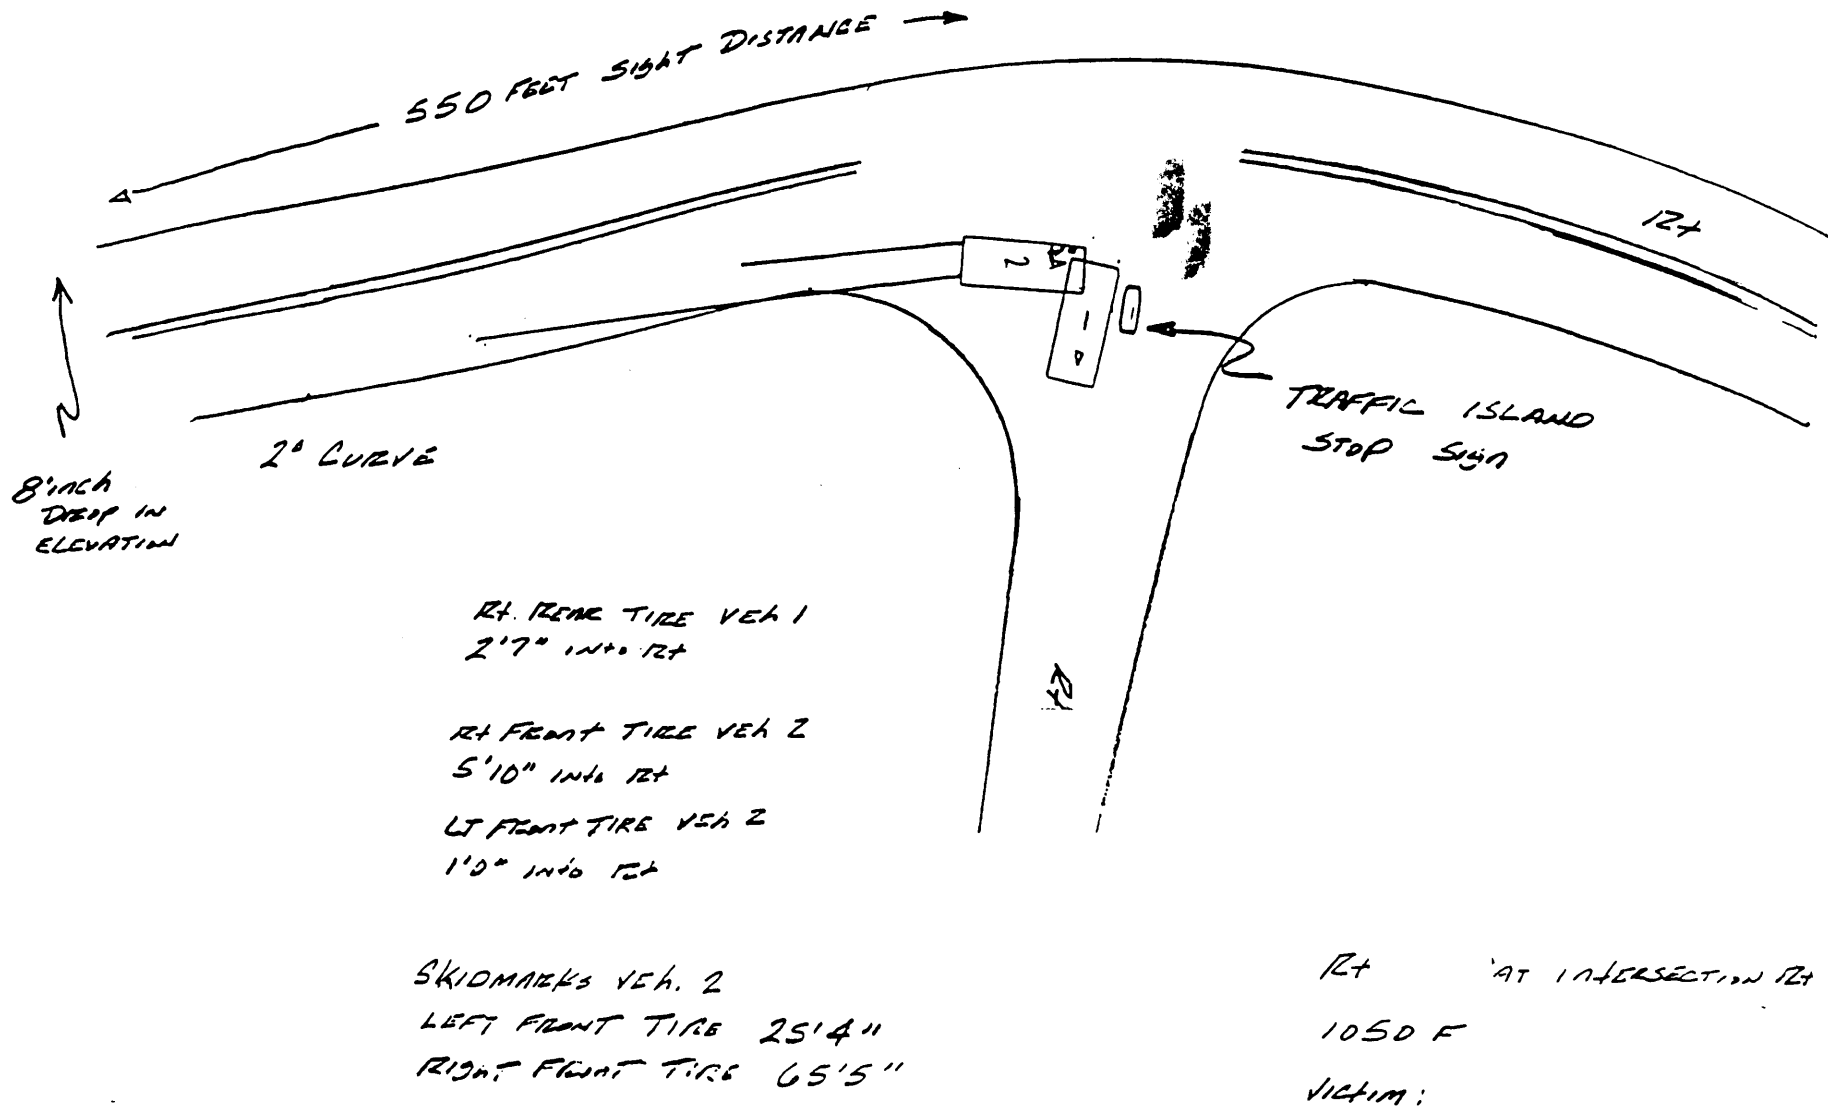 550 FEET Sight DISTANCE
Rt
2
1
TRAFFIC ISLAND
STOP Sign
2° CURVE
8"inch
DROP IN
ELEVATION
Rt. REAR TIRE VEh 1
2'7" into Rt
Rt
Rt FRONT TIRE VEh 2
5'10" into Rt
LT FRONT TIRE VEh 2
1'0" into Rt
SKIDMARKS VEh. 2
LEFT FRONT TIRE 25'4"
RIGHT FRONT TIRE 65'5"
Rt AT INTERSECTION Rt
1050 F
Victim: